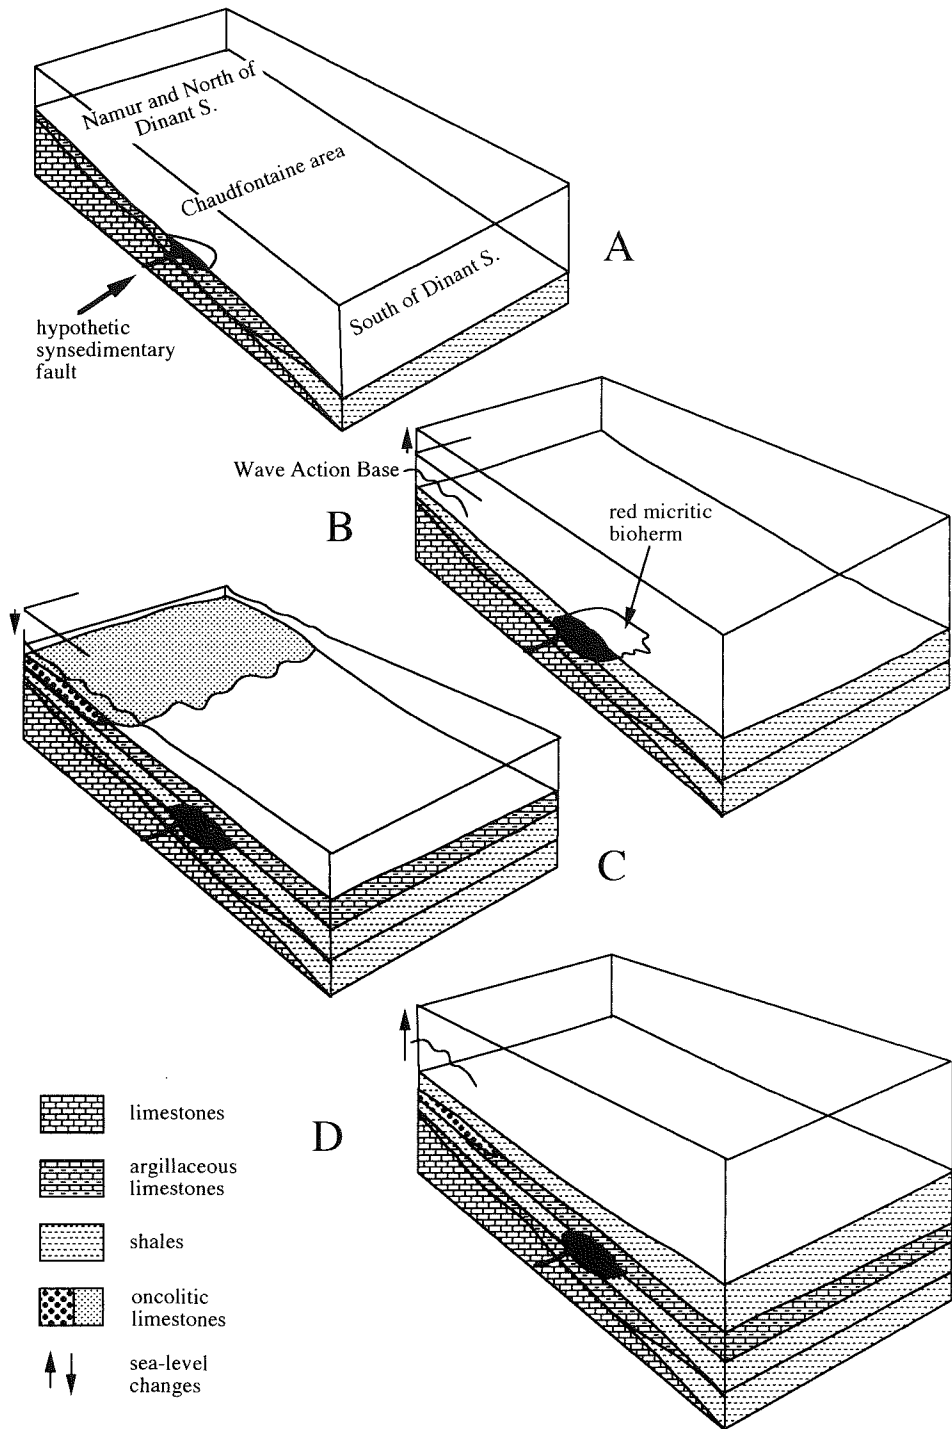 Namur and North of
Dinant S.
Chaudfontaine area
South of Dinant S.
A
hypothetic
synsedimentary
fault
Wave Action Base
B
red micritic
bioherm
C
D
limestones
argillaceous
limestones
shales
oncolitic
limestones
sea-level
changes